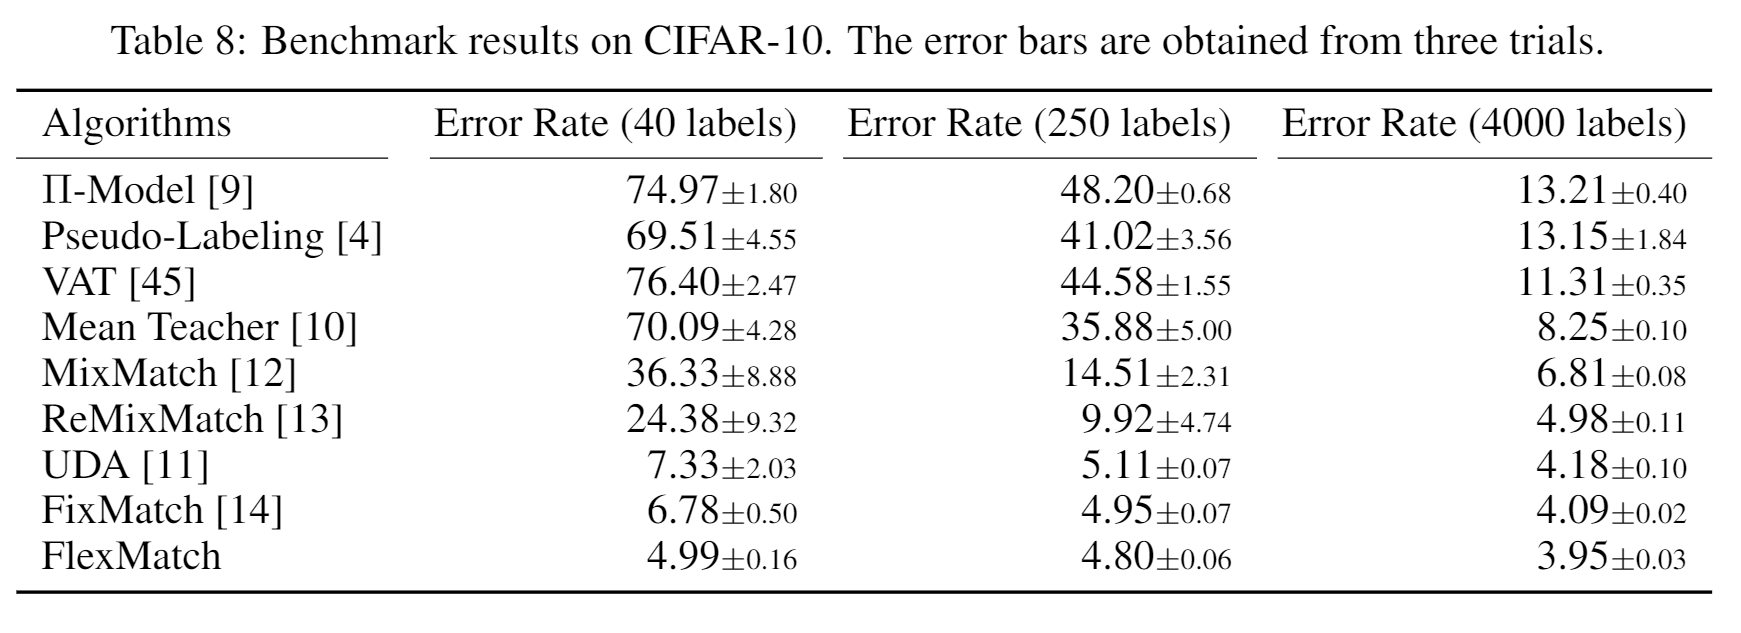 Table 8: Benchmark results on CIFAR-10. The error bars are obtained from three trials.
Algorithms Error Rate (40 labels) Error Rate (250 labels) Error Rate (4000 labels)
Π-Model [9] 74.97±1.80 48.20±0.68 13.21±0.40
Pseudo-Labeling [4] 69.51±4.55 41.02±3.56 13.15±1.84
VAT [45] 76.40±2.47 44.58±1.55 11.31±0.35
Mean Teacher [10] 70.09±4.28 35.88±5.00 8.25±0.10
MixMatch [12] 36.33±8.88 14.51±2.31 6.81±0.08
ReMixMatch [13] 24.38±9.32 9.92±4.74 4.98±0.11
UDA [11] 7.33±2.03 5.11±0.07 4.18±0.10
FixMatch [14] 6.78±0.50 4.95±0.07 4.09±0.02
FlexMatch 4.99±0.16 4.80±0.06 3.95±0.03